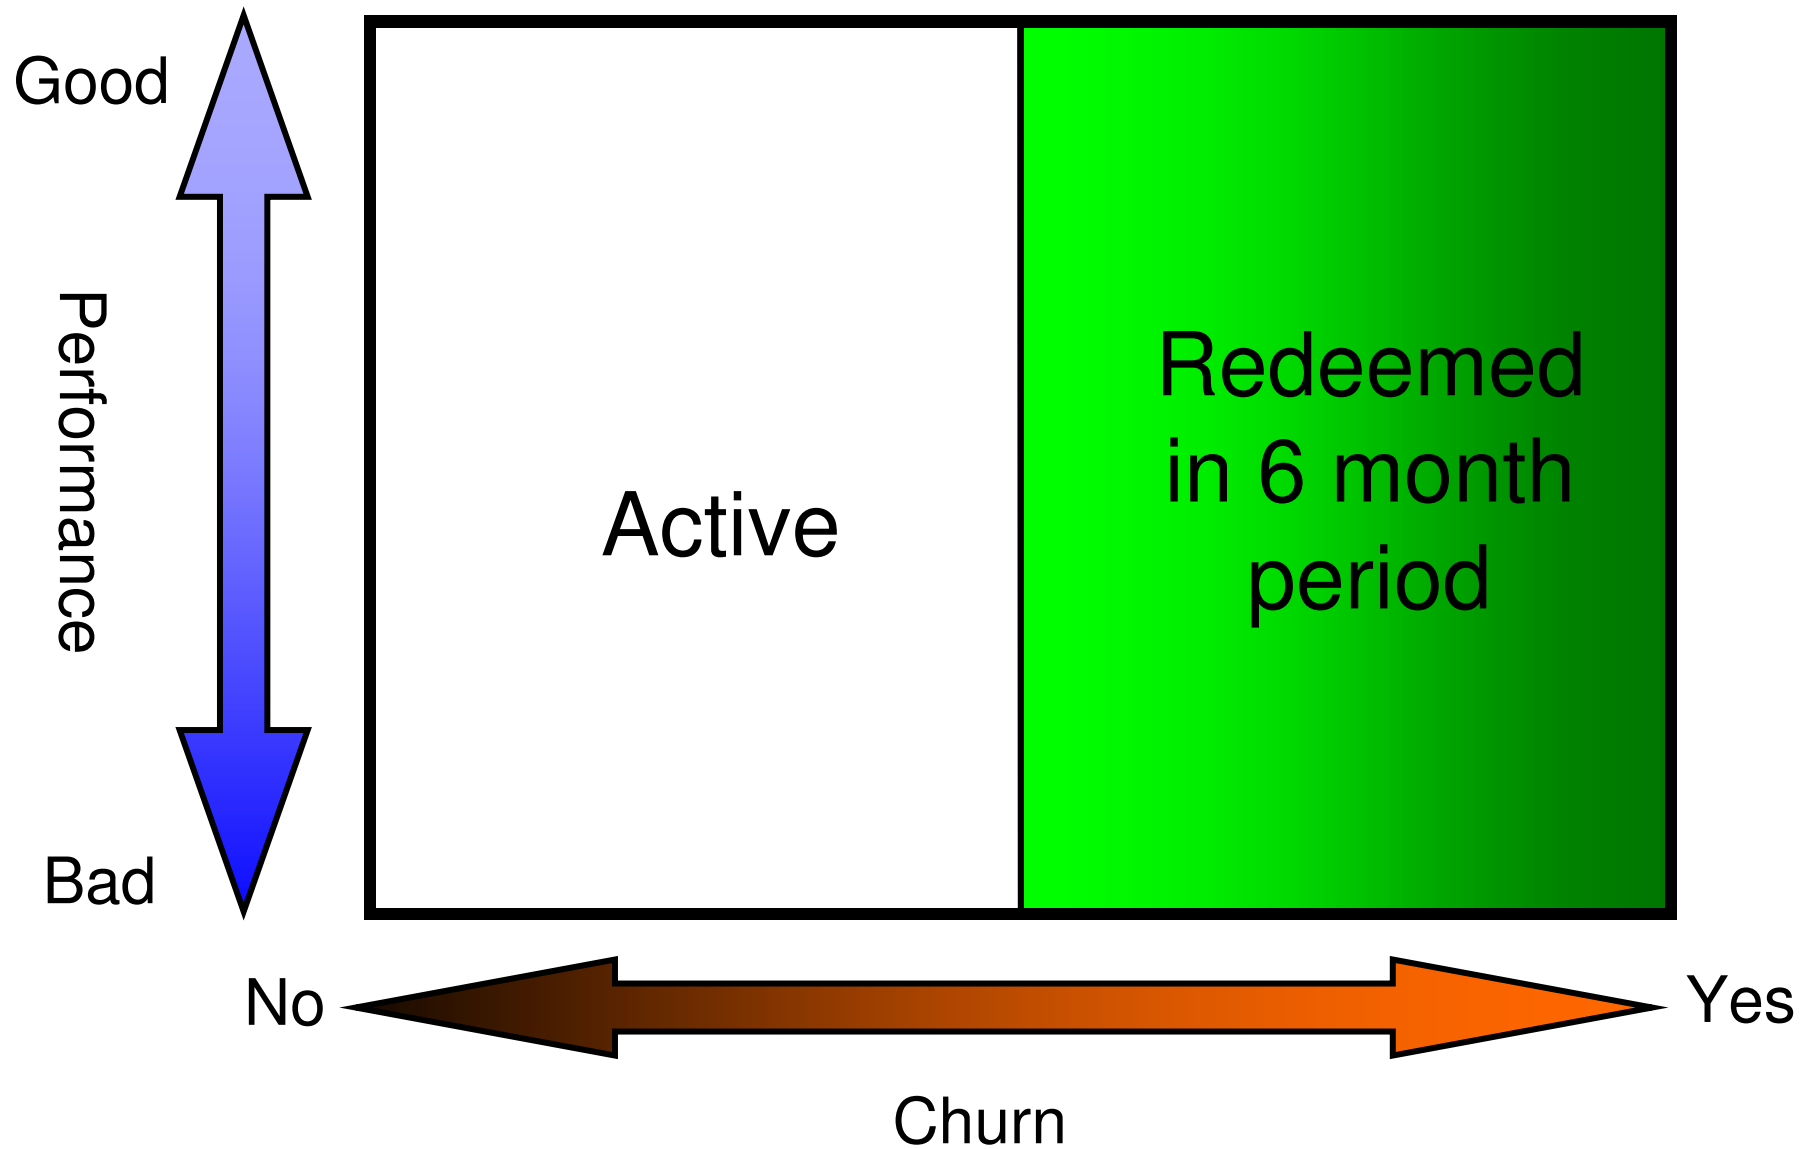 Good
Performance
Bad
Active
Redeemed
in 6 month
period
No
Yes
Churn